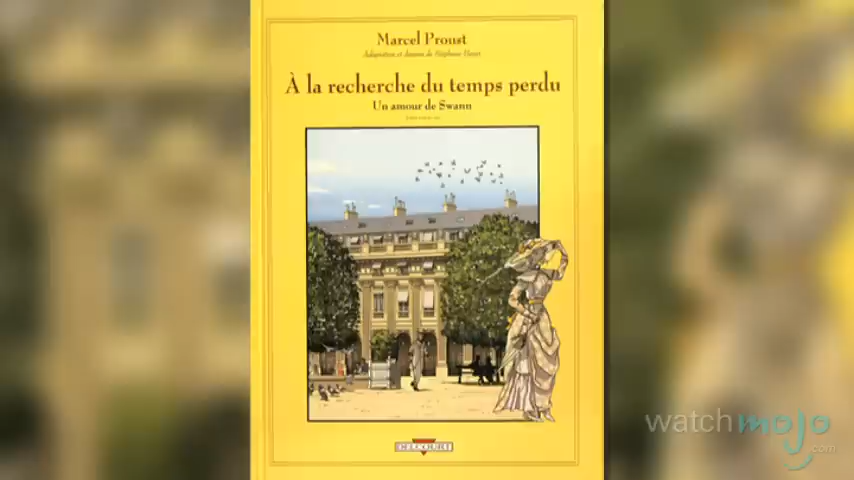 Marcel Proust
Adaptation et dessin de Stéphane Heuet
À la recherche du temps perdu
Un amour de Swann
DELCOURT
watchmojo
.com